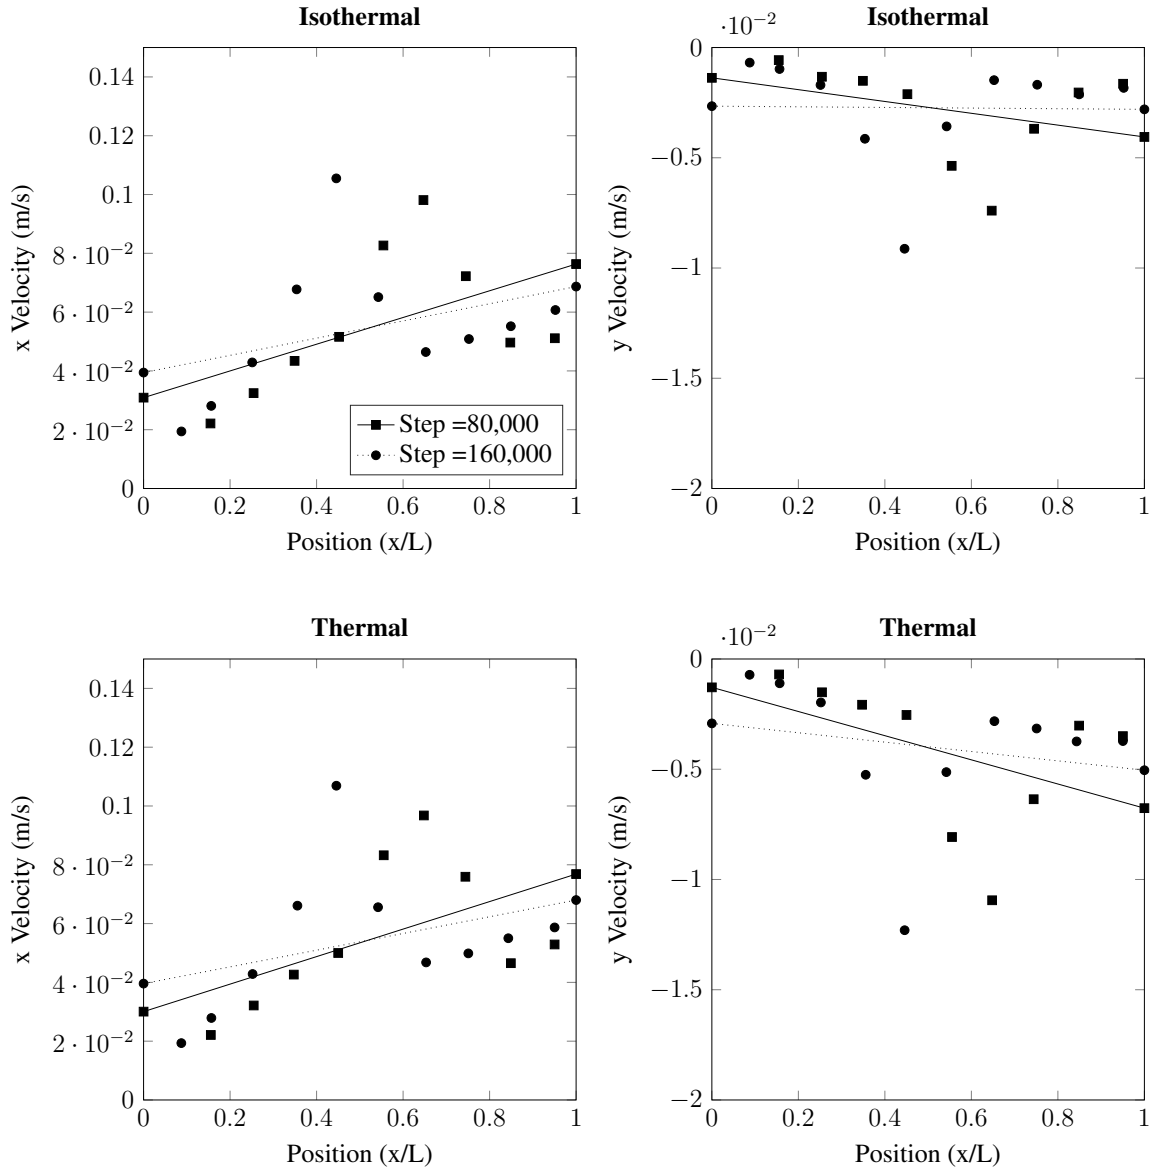 Isothermal
0.14
0.12
0.1
8 · 10⁻²
6 · 10⁻²
4 · 10⁻²
2 · 10⁻²
0
x Velocity (m/s)
Step =80,000
Step =160,000
0 0.2 0.4 0.6 0.8 1
Position (x/L)
Isothermal
·10⁻²
0
−0.5
−1
−1.5
−2
y Velocity (m/s)
0 0.2 0.4 0.6 0.8 1
Position (x/L)
Thermal
0.14
0.12
0.1
8 · 10⁻²
6 · 10⁻²
4 · 10⁻²
2 · 10⁻²
0
x Velocity (m/s)
0 0.2 0.4 0.6 0.8 1
Position (x/L)
Thermal
·10⁻²
0
−0.5
−1
−1.5
−2
y Velocity (m/s)
0 0.2 0.4 0.6 0.8 1
Position (x/L)